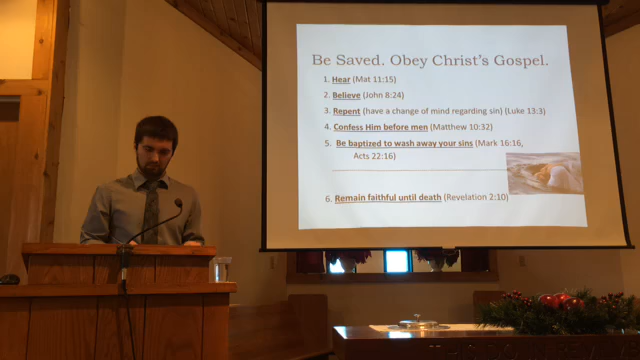 Be Saved. Obey Christ's Gospel.
1. Hear (Mat 11:15)
2. Believe (John 8:24)
3. Repent (have a change of mind regarding sin) (Luke 13:3)
4. Confess Him before men (Matthew 10:32)
5. Be baptized to wash away your sins (Mark 16:16,
Acts 22:16)
6. Remain faithful until death (Revelation 2:10)